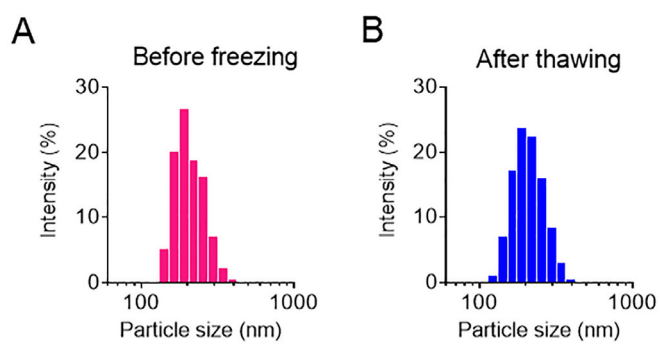 A
Before freezing
Intensity (%)
30
20
10
0
100
1000
Particle size (nm)
B
After thawing
Intensity (%)
30
20
10
0
100
1000
Particle size (nm)